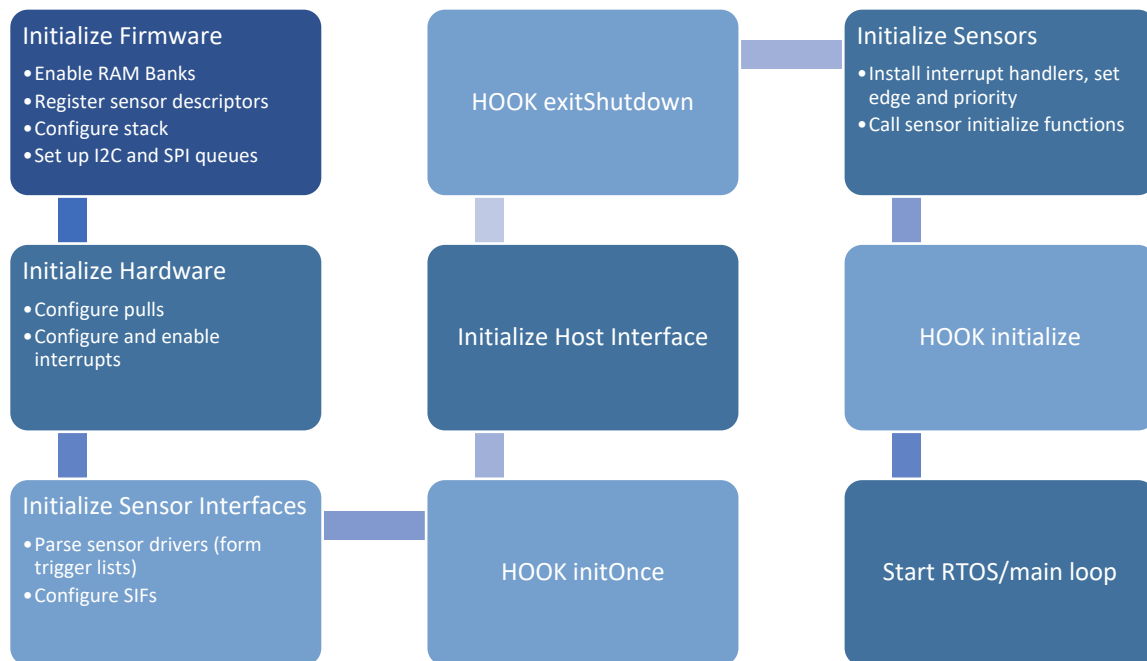 Initialize Firmware
•Enable RAM Banks
•Register sensor descriptors
•Configure stack
•Set up I2C and SPI queues
Initialize Hardware
•Configure pulls
•Configure and enable
interrupts
Initialize Sensor Interfaces
•Parse sensor drivers (form
trigger lists)
•Configure SIFs
HOOK initOnce
Initialize Host Interface
HOOK exitShutdown
Initialize Sensors
•Install interrupt handlers, set
edge and priority
•Call sensor initialize functions
HOOK initialize
Start RTOS/main loop